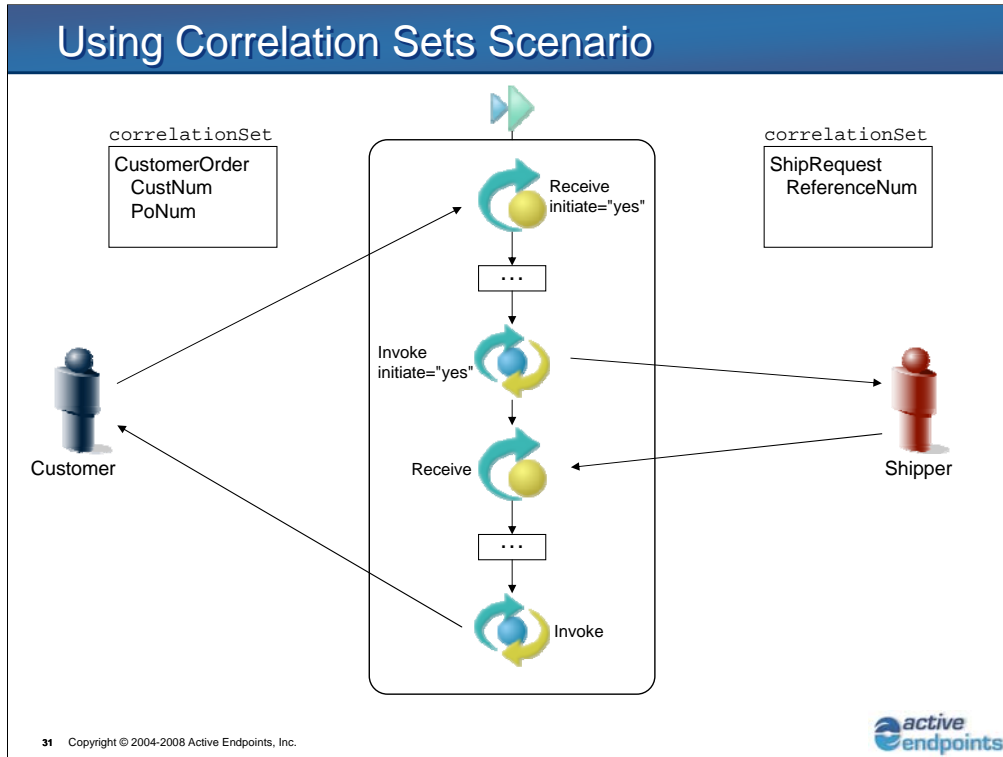 Using Correlation Sets Scenario
correlationSet
CustomerOrder
CustNum
PoNum
correlationSet
ShipRequest
ReferenceNum
Receive
initiate="yes"
...
Invoke
initiate="yes"
Customer
Receive
Shipper
...
Invoke
31 Copyright © 2004-2008 Active Endpoints, Inc.
active
endpoints